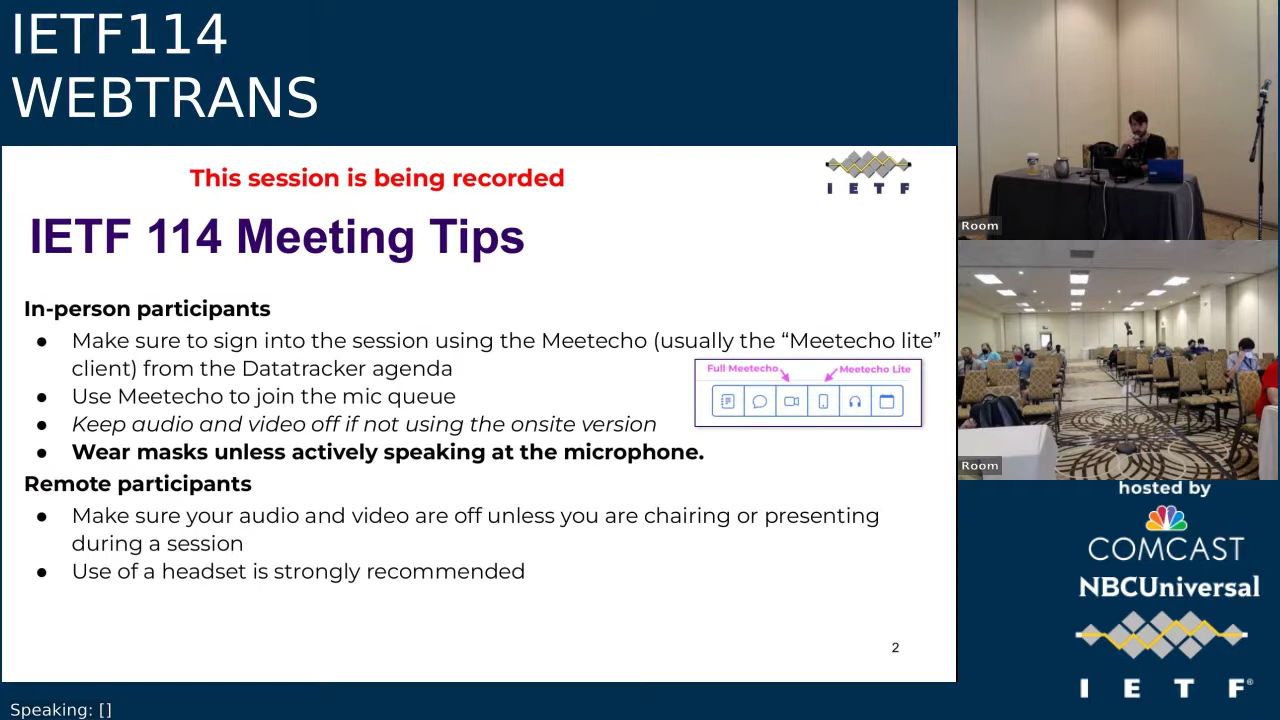 IETF114
WEBTRANS
This session is being recorded
I E T F
IETF 114 Meeting Tips
In-person participants
● Make sure to sign into the session using the Meetecho (usually the “Meetecho lite”
client) from the Datatracker agenda
Full Meetecho
Meetecho Lite
● Use Meetecho to join the mic queue
● Keep audio and video off if not using the onsite version
● Wear masks unless actively speaking at the microphone.
Remote participants
● Make sure your audio and video are off unless you are chairing or presenting
during a session
● Use of a headset is strongly recommended
2
Room
Room
hosted by
COMCAST
NBCUniversal
I E T F®
Speaking: []